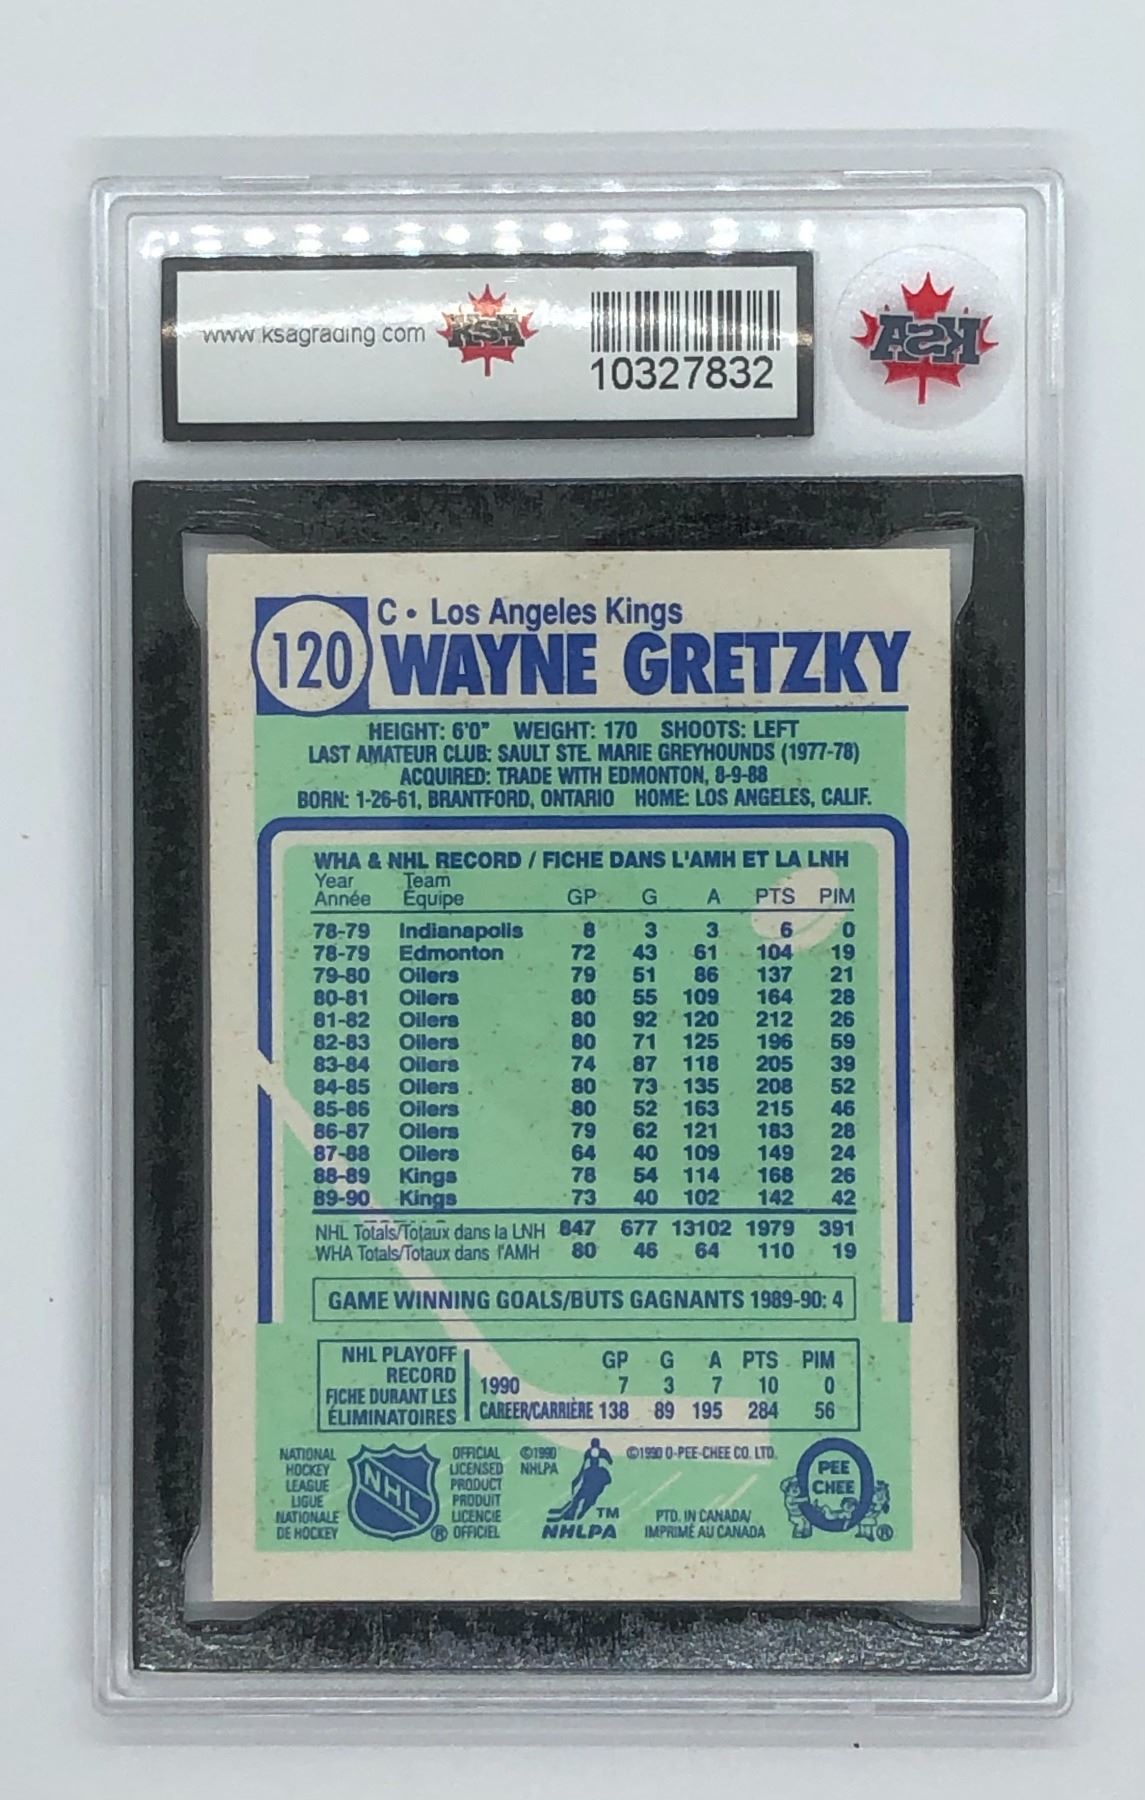 www.ksagrading.com
KSA
10327832
KSA
120
C • Los Angeles Kings
WAYNE GRETZKY
HEIGHT: 6'0" WEIGHT: 170 SHOOTS: LEFT
LAST AMATEUR CLUB: SAULT STE. MARIE GREYHOUNDS (1977-78)
ACQUIRED: TRADE WITH EDMONTON, 8-9-88
BORN: 1-26-61, BRANTFORD, ONTARIO HOME: LOS ANGELES, CALIF.
WHA & NHL RECORD / FICHE DANS L'AMH ET LA LNH
Year Team
Année Équipe GP G A PTS PIM
78-79 Indianapolis 8 3 3 6 0
78-79 Edmonton 72 43 61 104 19
79-80 Oilers 79 51 86 137 21
80-81 Oilers 80 55 109 164 28
81-82 Oilers 80 92 120 212 26
82-83 Oilers 80 71 125 196 59
83-84 Oilers 74 87 118 205 39
84-85 Oilers 80 73 135 208 52
85-86 Oilers 80 52 163 215 46
86-87 Oilers 79 62 121 183 28
87-88 Oilers 64 40 109 149 24
88-89 Kings 78 54 114 168 26
89-90 Kings 73 40 102 142 42
NHL Totals/Totaux dans la LNH 847 677 13102 1979 391
WHA Totals/Totaux dans l'AMH 80 46 64 110 19
GAME WINNING GOALS/BUTS GAGNANTS 1989-90: 4
NHL PLAYOFF
RECORD
FICHE DURANT LES
ÉLIMINATOIRES
GP G A PTS PIM
1990 7 3 7 10 0
CAREER/CARRIÈRE 138 89 195 284 56
NATIONAL
HOCKEY
LEAGUE
LIGUE
NATIONALE
DE HOCKEY
NHL
®
OFFICIAL
LICENSED
PRODUCT
PRODUIT
LICENCIE
OFFICIEL
©1990
NHLPA
TM
NHLPA
©1990 O-PEE-CHEE CO. LTD.
PTD. IN CANADA/
IMPRIMÉ AU CANADA
O
PEE
CHEE
®